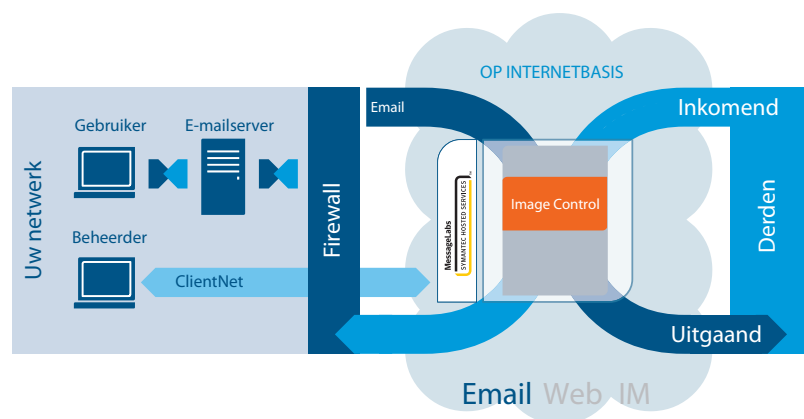 OP INTERNETBASIS
Uw netwerk
Gebruiker
E-mailserver
Beheerder
ClientNet
Firewall
Email
Inkomend
MessageLabs
SYMANTEC HOSTED SERVICES™
Image Control
Derden
Uitgaand
Email Web IM